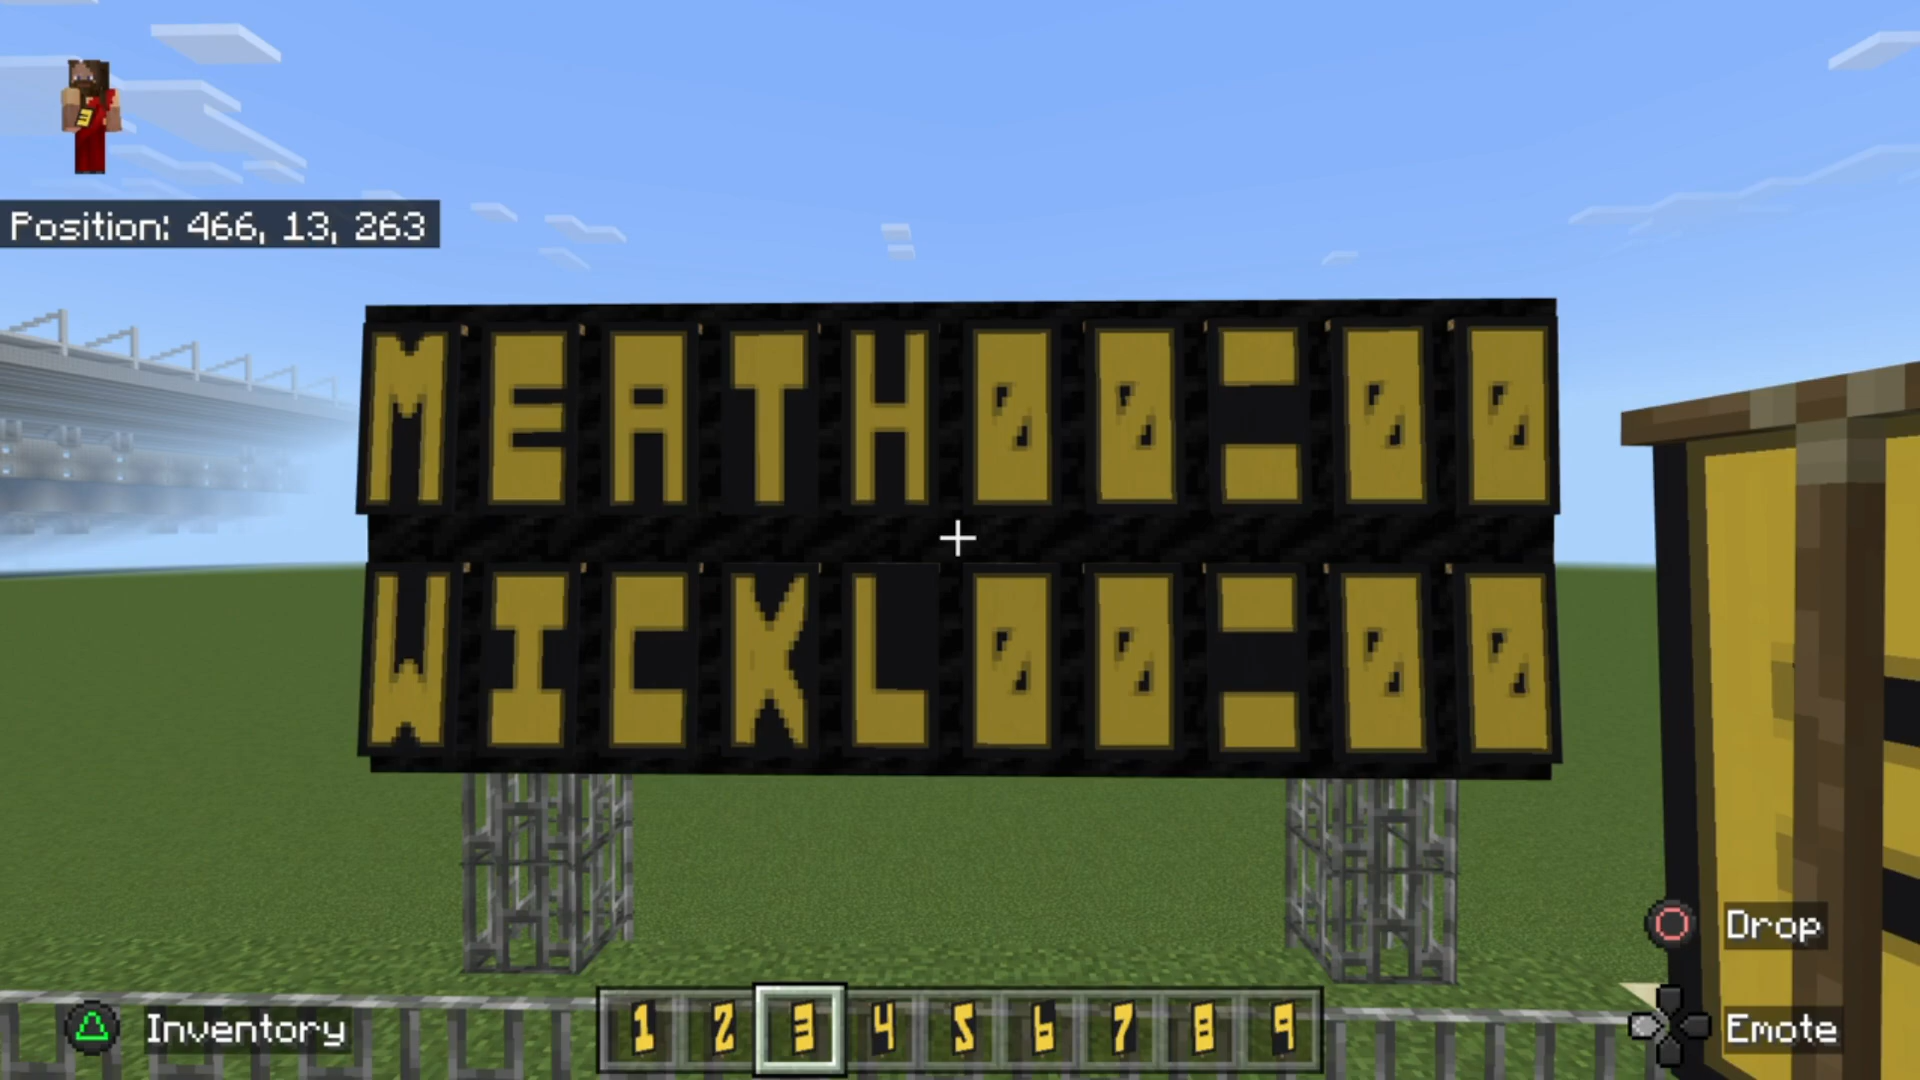 Position: 466, 13, 263
MEATH00:00
WICKL00:00
Drop
Inventory
1 2 3 4 5 6 7 8 9
Emote